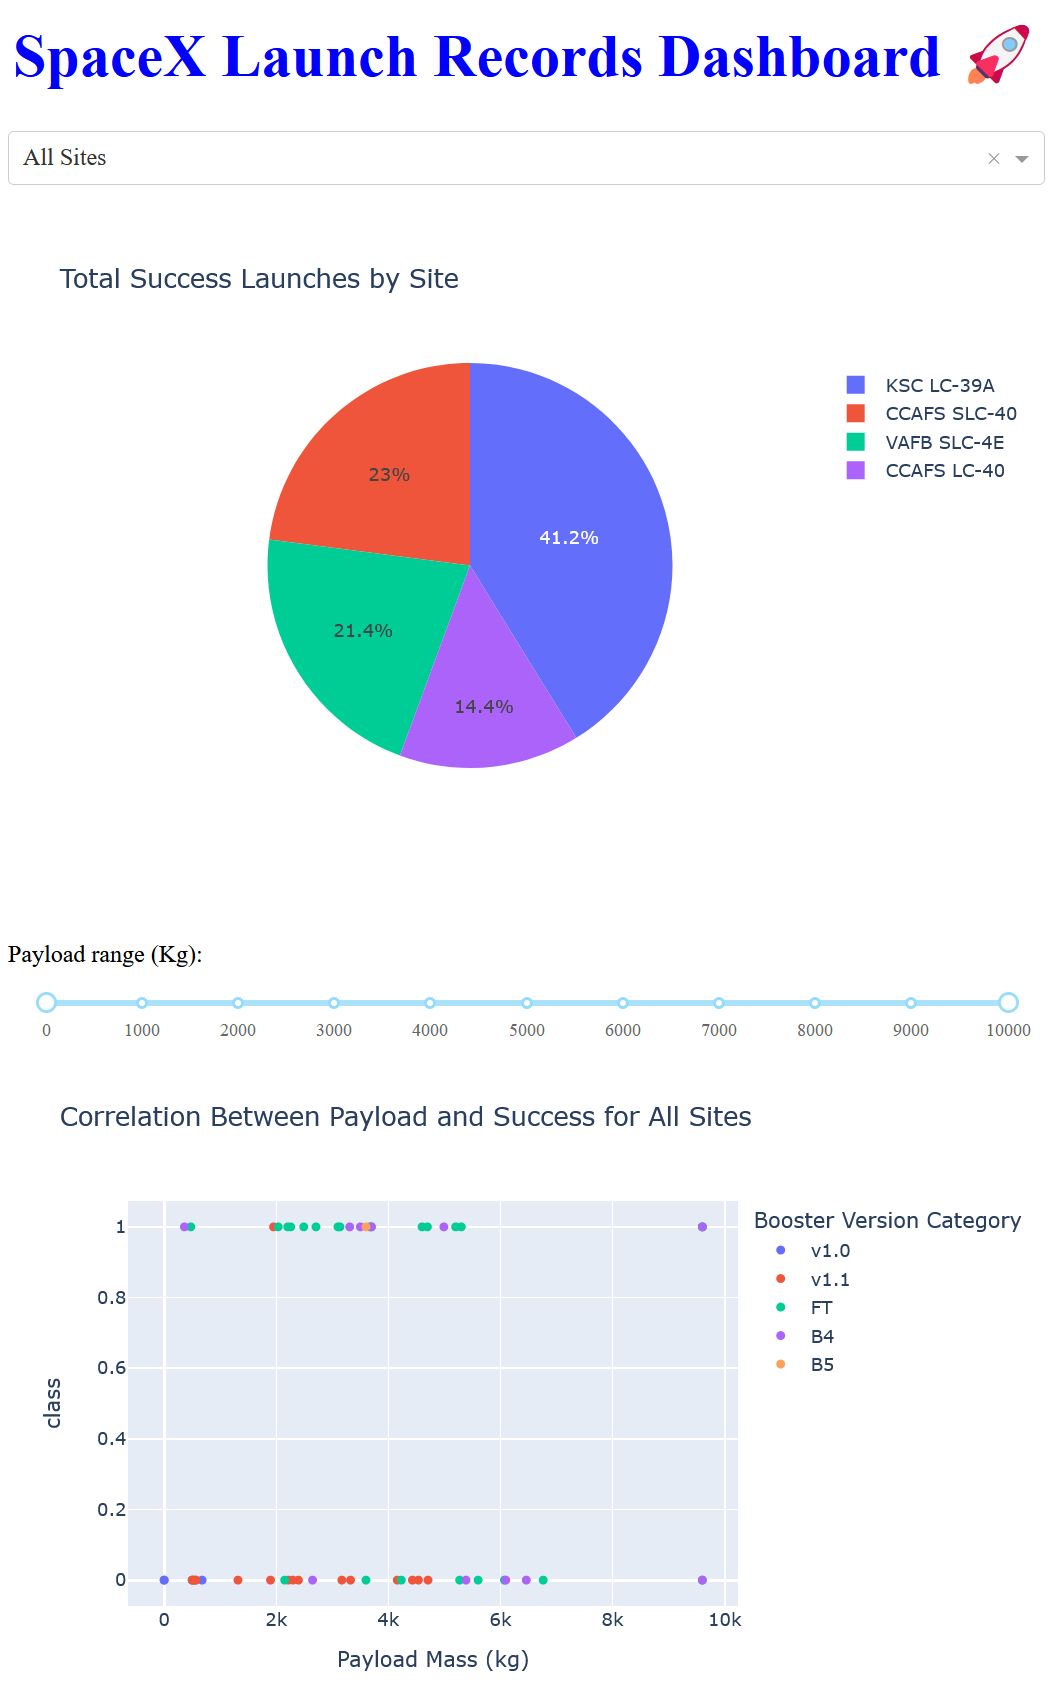 SpaceX Launch Records Dashboard 🚀
All Sites
Total Success Launches by Site
KSC LC-39A
CCAFS SLC-40
VAFB SLC-4E
CCAFS LC-40
23%
41.2%
21.4%
14.4%
Payload range (Kg):
0 1000 2000 3000 4000 5000 6000 7000 8000 9000 10000
Correlation Between Payload and Success for All Sites
Booster Version Category
v1.0
v1.1
FT
B4
B5
1
0.8
0.6
0.4
0.2
0
class
0 2k 4k 6k 8k 10k
Payload Mass (kg)